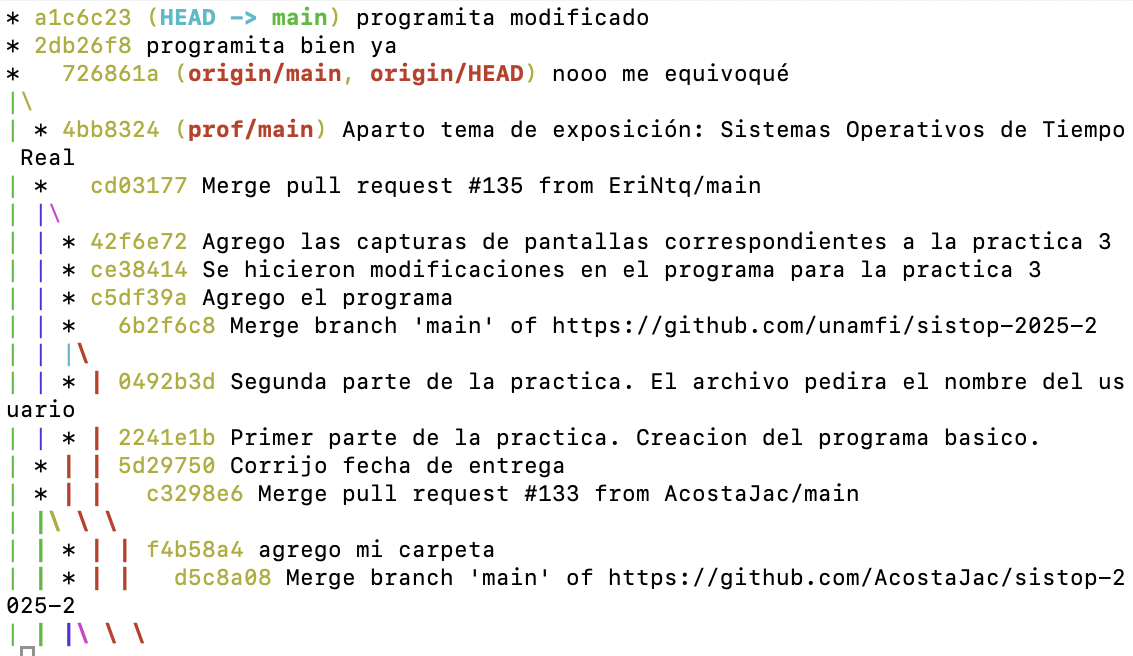 * a1c6c23 (HEAD -> main) programita modificado
* 2db26f8 programita bien ya
*   726861a (origin/main, origin/HEAD) nooo me equivoqué
|\
| * 4bb8324 (prof/main) Aparto tema de exposición: Sistemas Operativos de Tiempo
 Real
| *   cd03177 Merge pull request #135 from EriNtq/main
| |\
| | * 42f6e72 Agrego las capturas de pantallas correspondientes a la practica 3
| | * ce38414 Se hicieron modificaciones en el programa para la practica 3
| | * c5df39a Agrego el programa
| | *   6b2f6c8 Merge branch 'main' of https://github.com/unamfi/sistop-2025-2
| | |\
| | * | 0492b3d Segunda parte de la practica. El archivo pedira el nombre del us
uario
| | * | 2241e1b Primer parte de la practica. Creacion del programa basico.
| * | | 5d29750 Corrijo fecha de entrega
| * | |   c3298e6 Merge pull request #133 from AcostaJac/main
| |\ \ \
| | * | | f4b58a4 agrego mi carpeta
| | * | |   d5c8a08 Merge branch 'main' of https://github.com/AcostaJac/sistop-2
025-2
| | |\ \ \